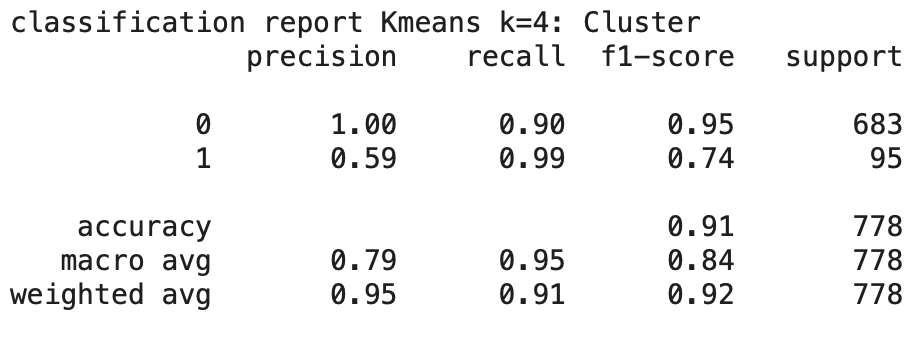 classification report Kmeans k=4: Cluster
precision recall f1-score support
0 1.00 0.90 0.95 683
1 0.59 0.99 0.74 95
accuracy 0.91 778
macro avg 0.79 0.95 0.84 778
weighted avg 0.95 0.91 0.92 778